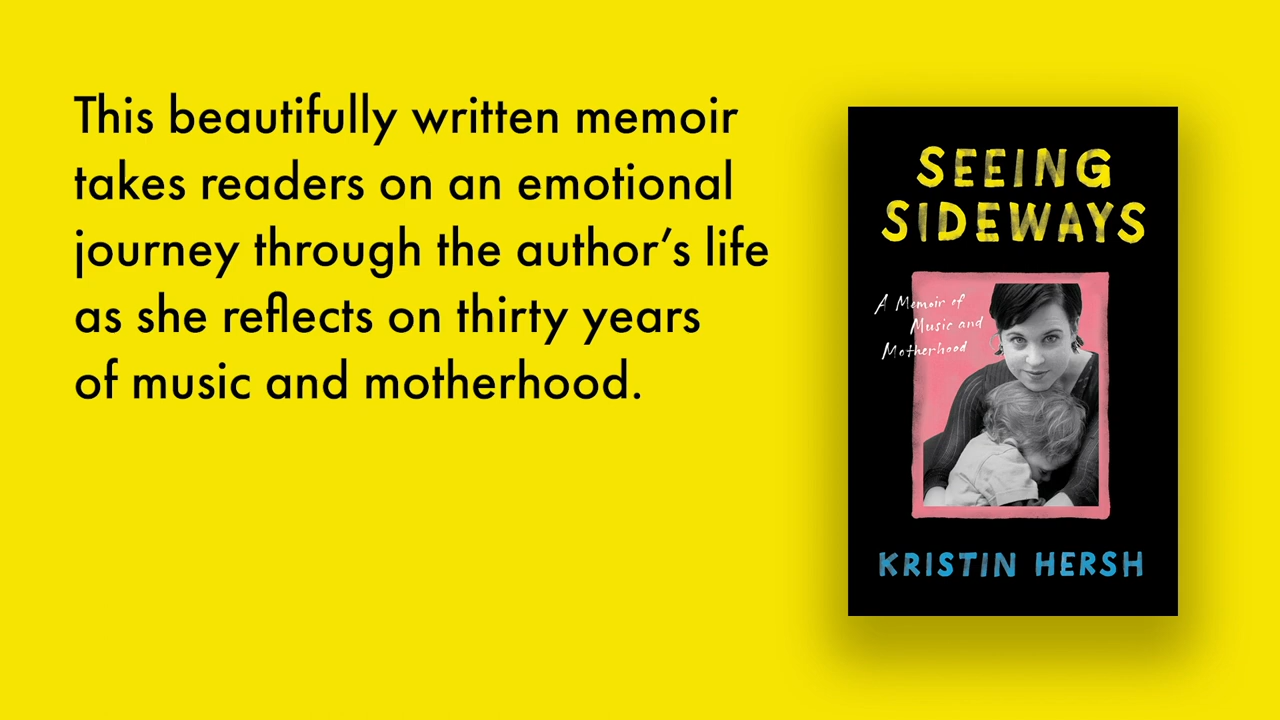 This beautifully written memoir
takes readers on an emotional
journey through the author’s life
as she reflects on thirty years
of music and motherhood.
SEEING
SIDEWAYS
A Memoir of
Music and
Motherhood
KRISTIN HERSH